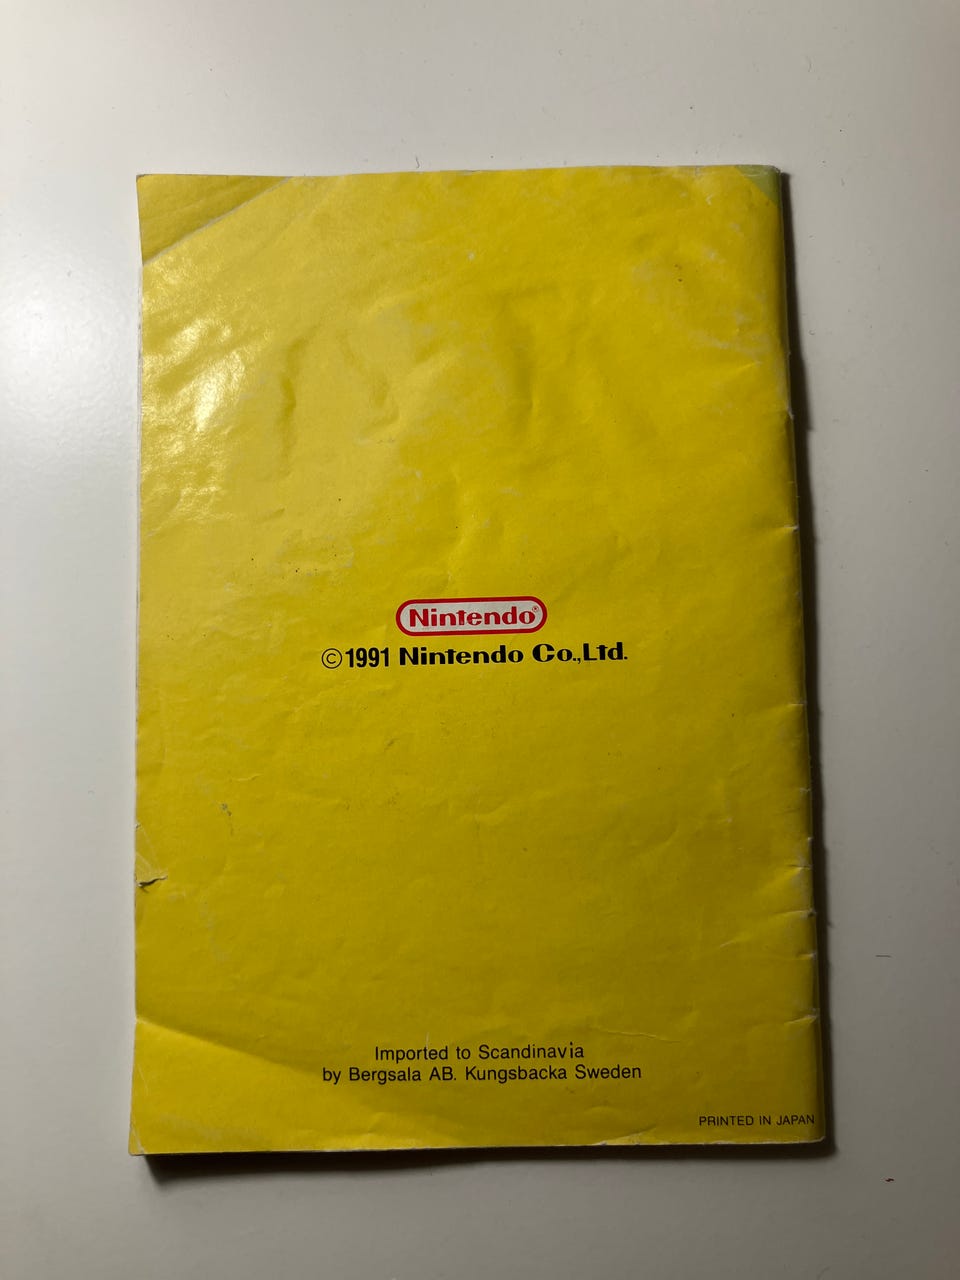 Nintendo®
©1991 Nintendo Co.,Ltd.
Imported to Scandinavia
by Bergsala AB. Kungsbacka Sweden
PRINTED IN JAPAN